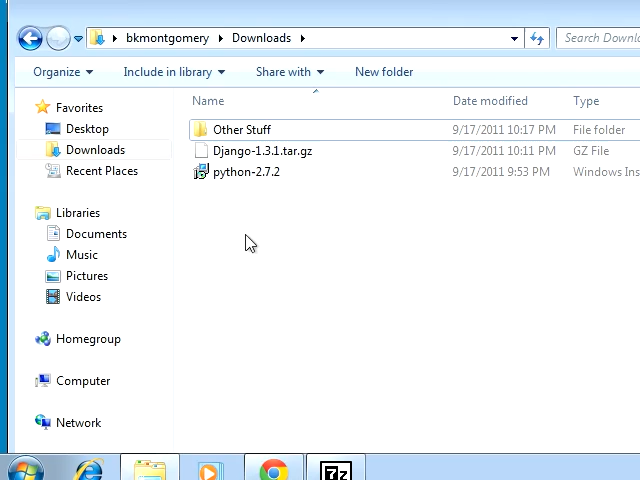 bkmontgomery Downloads
Search Downlo
Organize Include in library Share with New folder
Name Date modified Type
Favorites
Desktop
Downloads
Recent Places
Libraries
Documents
Music
Pictures
Videos
Homegroup
Computer
Network
Other Stuff 9/17/2011 10:17 PM File folder
Django-1.3.1.tar.gz 9/17/2011 10:11 PM GZ File
python-2.7.2 9/17/2011 9:53 PM Windows Ins
7z